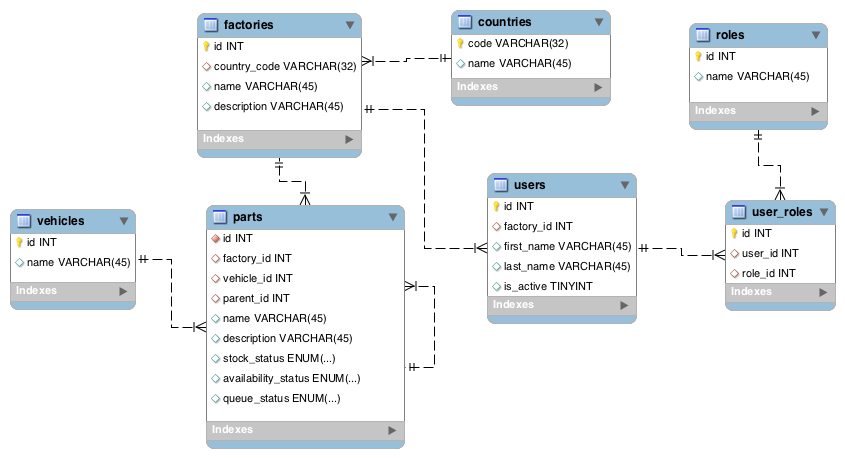 factories
id INT
country_code VARCHAR(32)
name VARCHAR(45)
description VARCHAR(45)
Indexes
countries
code VARCHAR(32)
name VARCHAR(45)
Indexes
roles
id INT
name VARCHAR(45)
Indexes
vehicles
id INT
name VARCHAR(45)
Indexes
parts
id INT
factory_id INT
vehicle_id INT
parent_id INT
name VARCHAR(45)
description VARCHAR(45)
stock_status ENUM(...)
availability_status ENUM(...)
queue_status ENUM(...)
Indexes
users
id INT
factory_id INT
first_name VARCHAR(45)
last_name VARCHAR(45)
is_active TINYINT
Indexes
user_roles
id INT
user_id INT
role_id INT
Indexes